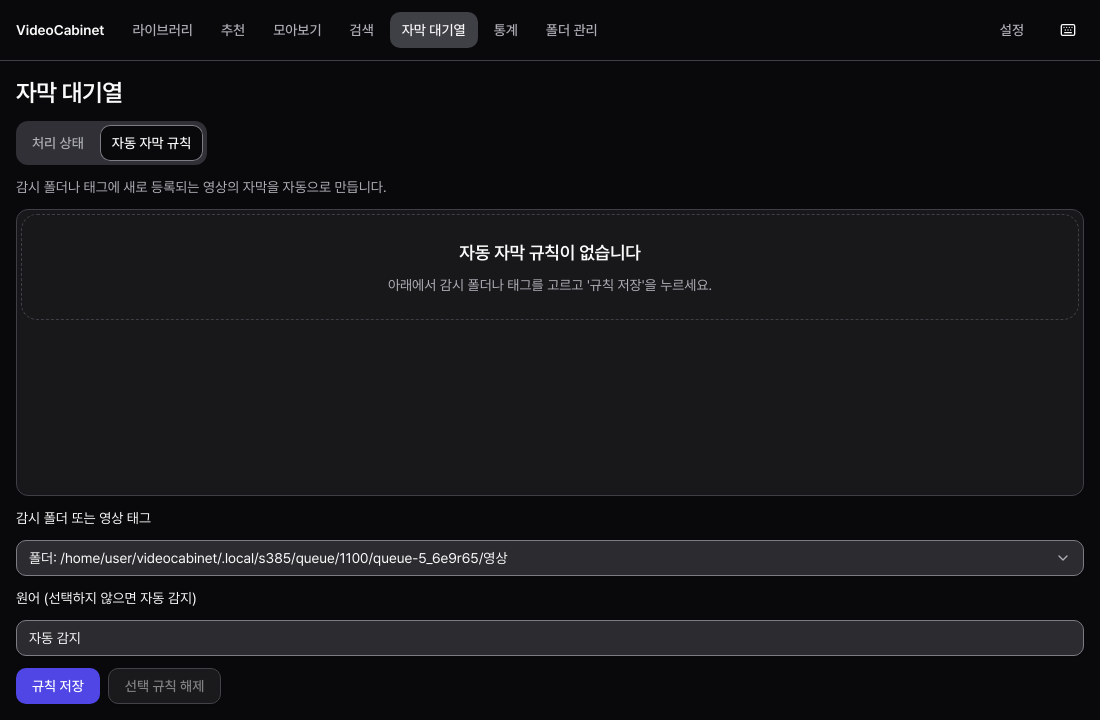 VideoCabinet 라이브러리 추천 모아보기 검색 자막 대기열 통계 폴더 관리 설정
자막 대기열
처리 상태 자동 자막 규칙
감시 폴더나 태그에 새로 등록되는 영상의 자막을 자동으로 만듭니다.
자동 자막 규칙이 없습니다
아래에서 감시 폴더나 태그를 고르고 '규칙 저장'을 누르세요.
감시 폴더 또는 영상 태그
폴더: /home/user/videocabinet/.local/s385/queue/1100/queue-5_6e9r65/영상
원어 (선택하지 않으면 자동 감지)
자동 감지
규칙 저장 선택 규칙 해제